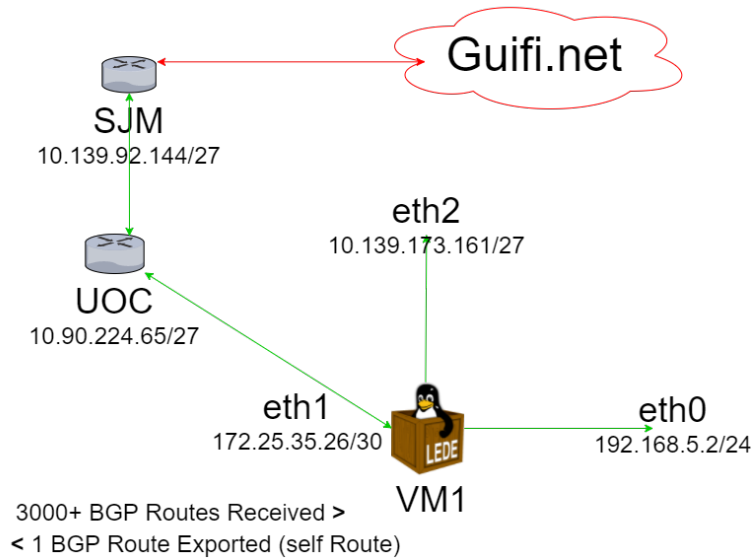 Guifi.net
SJM
10.139.92.144/27
eth2
10.139.173.161/27
UOC
10.90.224.65/27
eth1
172.25.35.26/30
LEDE
eth0
192.168.5.2/24
VM1
3000+ BGP Routes Received >
< 1 BGP Route Exported (self Route)